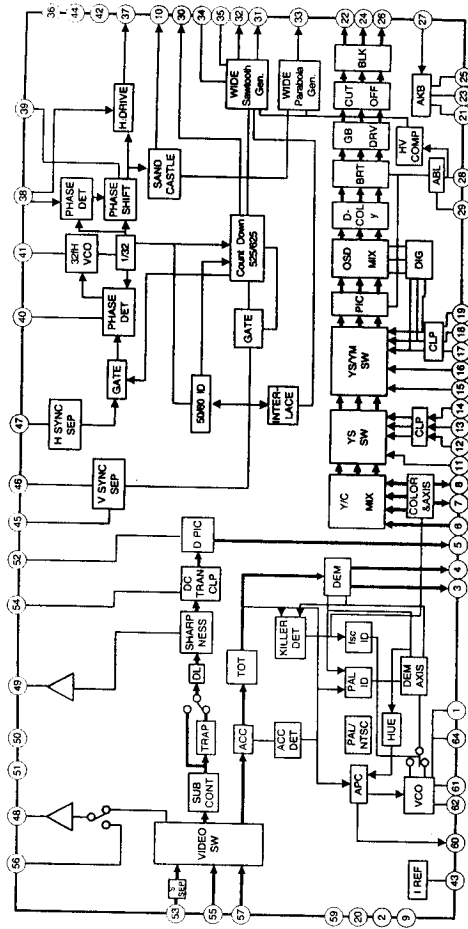 56
48
51
50
49
54
52
45
46
47
40
41
38
39
36
44
42
37
10
30
34
35
32
31
33
22
24
26
27
25
23
21
28
29
19
18
17
16
15
14
13
12
11
8
7
6
5
4
3
1
64
61
62
60
43
9
2
20
59
57
55
53
S
SEP
VIDEO
SW
SUB
CONT
TRAP
DL
SHARP
NESS
DC
TRAN
CLP
D PIC
V SYNC
SEP
H SYNC
SEP
GATE
PHASE
DET
32H
VCO
1/32
PHASE DET
PHASE
SHIFT
H.DRIVE
SAND
CASTLE
WIDE
Sawtooth
Gen.
WIDE
Parabola
Gen.
Count Down
525/625
GATE
50/60 ID
INTER-
LACE
ACC
TOT
ACC
DET
KILLER
DET
DEM
Isc
ID
PAL
ID
PAL/
NTSC
HUE
DEM
AXIS
APC
VCO
I REF
Y/C
MIX
COLOR
&AXIS
YS
SW
CLP
YS/YM
SW
CLP
PIC
OSD
MIX
DIG
D-
COL
Y
BRT
GB
DRV
CUT
OFF
BLK
HV
COMP
ABL
AKB